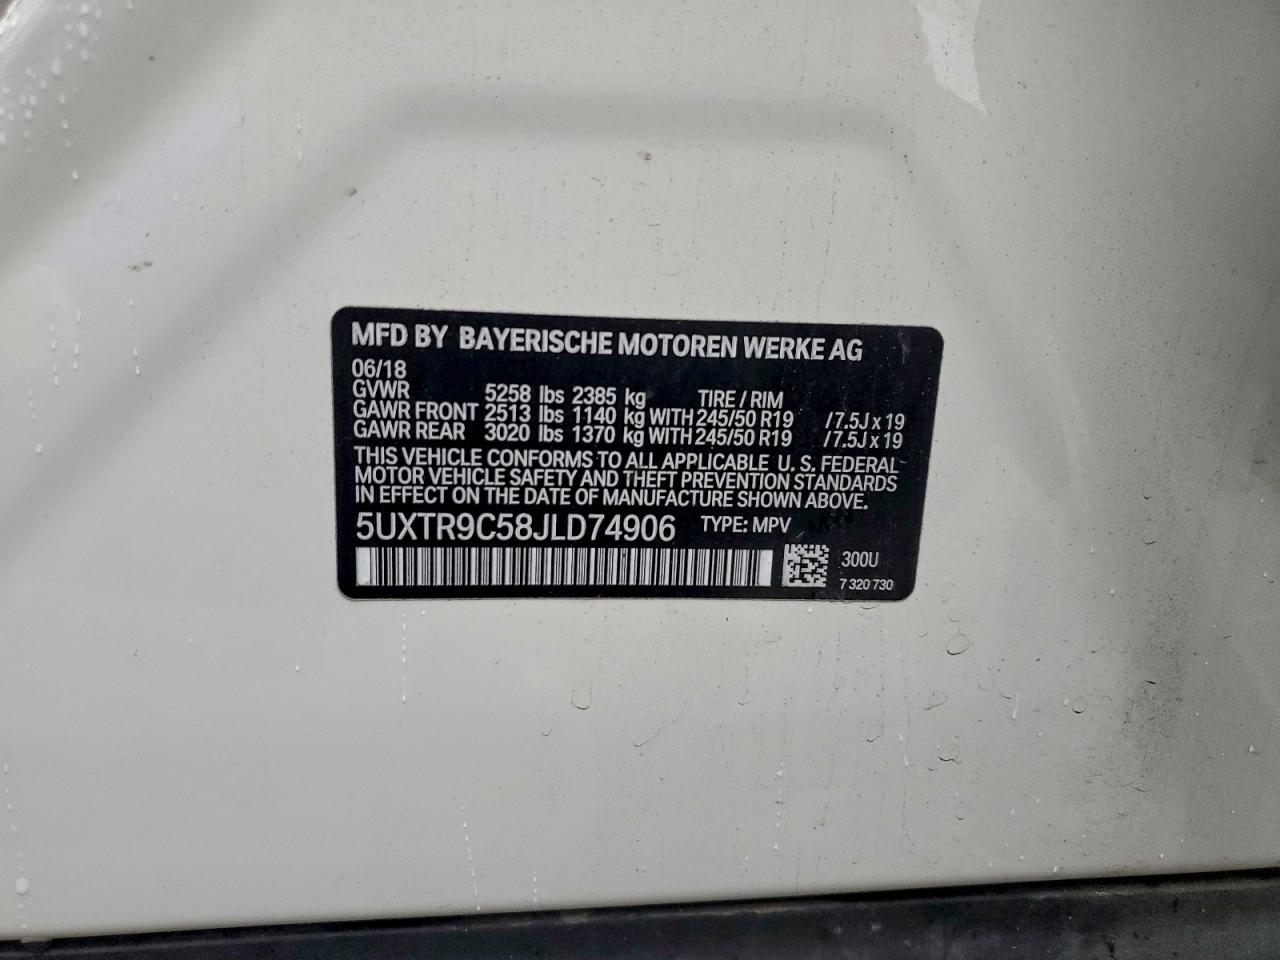 MFD BY BAYERISCHE MOTOREN WERKE AG
06/18
GVWR 5258 lbs 2385 kg TIRE / RIM
GAWR FRONT 2513 lbs 1140 kg WITH 245/50 R19 /7.5J x 19
GAWR REAR 3020 lbs 1370 kg WITH 245/50 R19 /7.5J x 19
THIS VEHICLE CONFORMS TO ALL APPLICABLE U. S. FEDERAL
MOTOR VEHICLE SAFETY AND THEFT PREVENTION STANDARDS
IN EFFECT ON THE DATE OF MANUFACTURE SHOWN ABOVE.
5UXTR9C58JLD74906 TYPE: MPV
300U
7 320 730